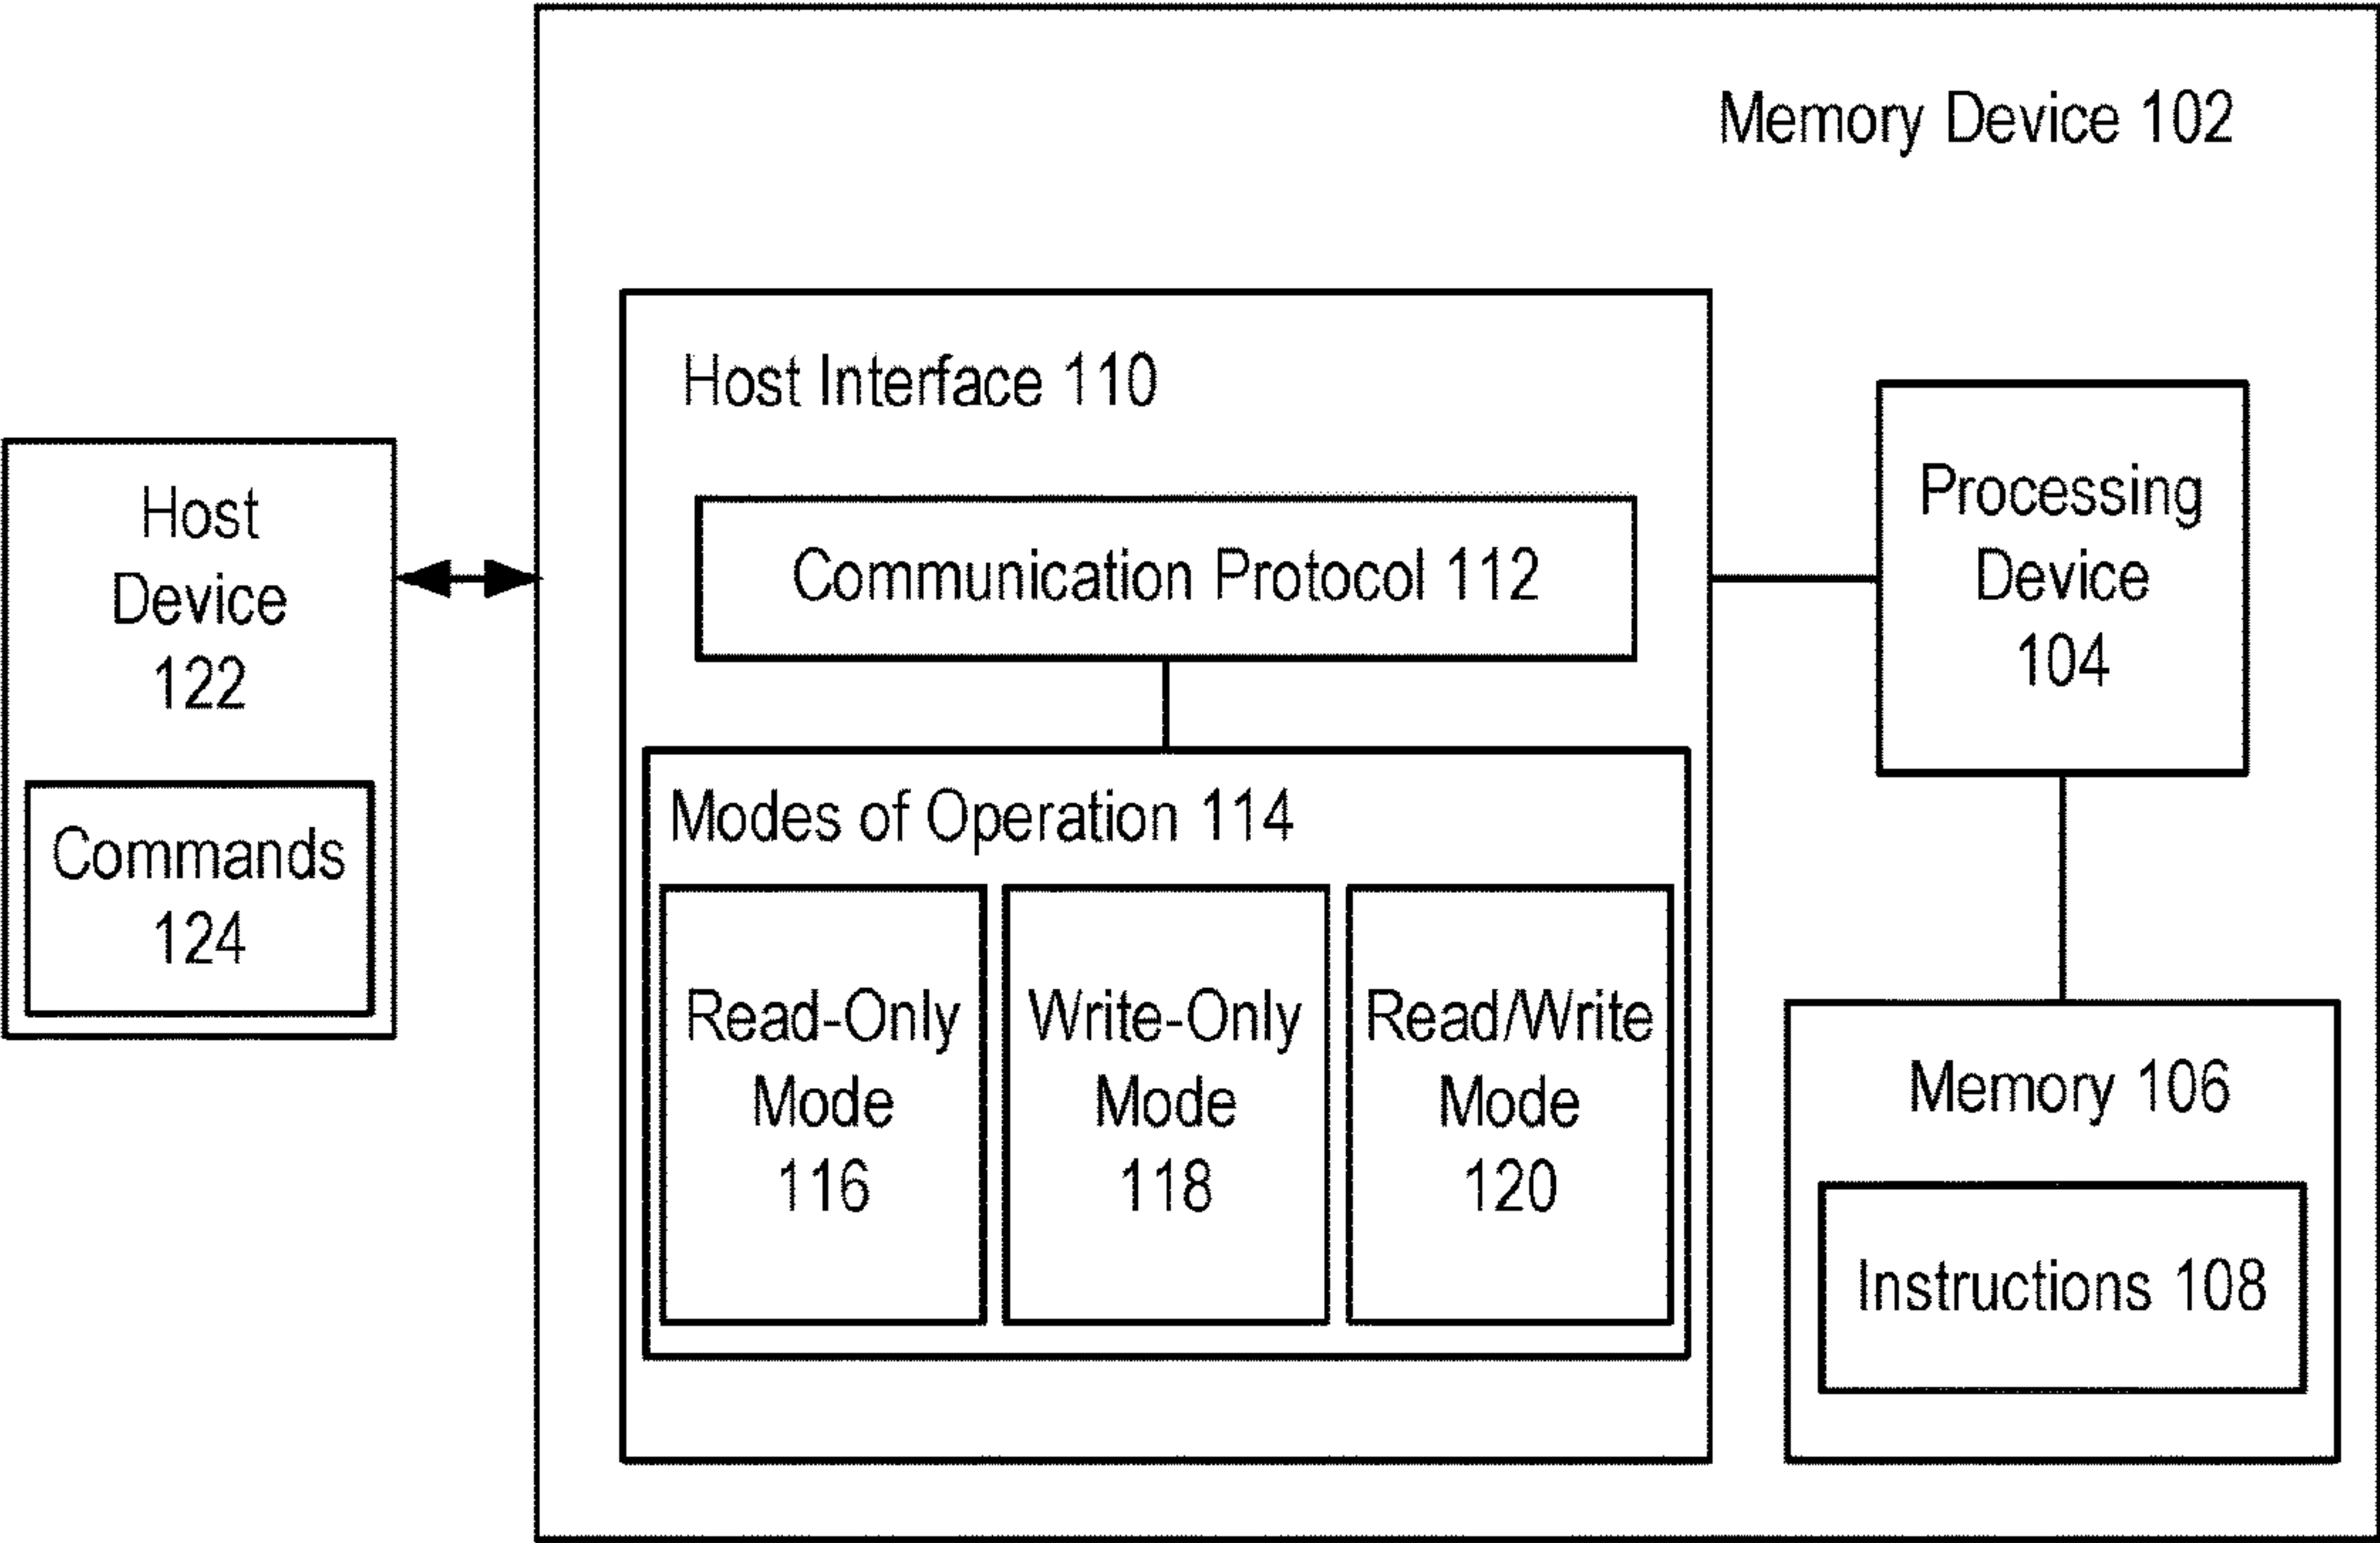 Memory Device 102
Host Interface 110
Communication Protocol 112
Processing
Device
104
Host
Device
122
Commands
124
Modes of Operation 114
Read-Only
Mode
116
Write-Only
Mode
118
Read/Write
Mode
120
Memory 106
Instructions 108